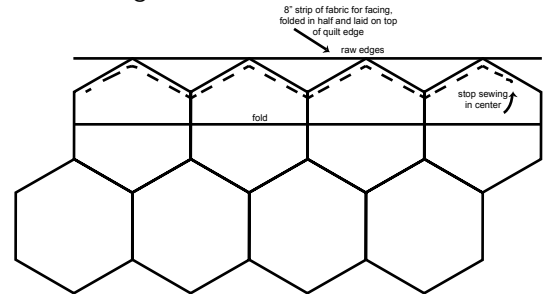 8" strip of fabric for facing,
folded in half and laid on top
of quilt edge
raw edges
stop sewing
in center
fold